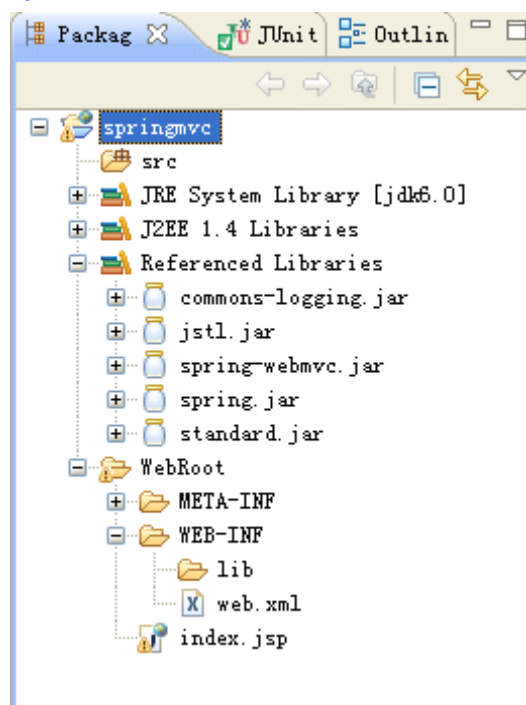 Packag JUnit Outlin
springmvc
src
JRE System Library [jdk6.0]
J2EE 1.4 Libraries
Referenced Libraries
commons-logging.jar
jstl.jar
spring-webmvc.jar
spring.jar
standard.jar
WebRoot
META-INF
WEB-INF
lib
web.xml
index.jsp